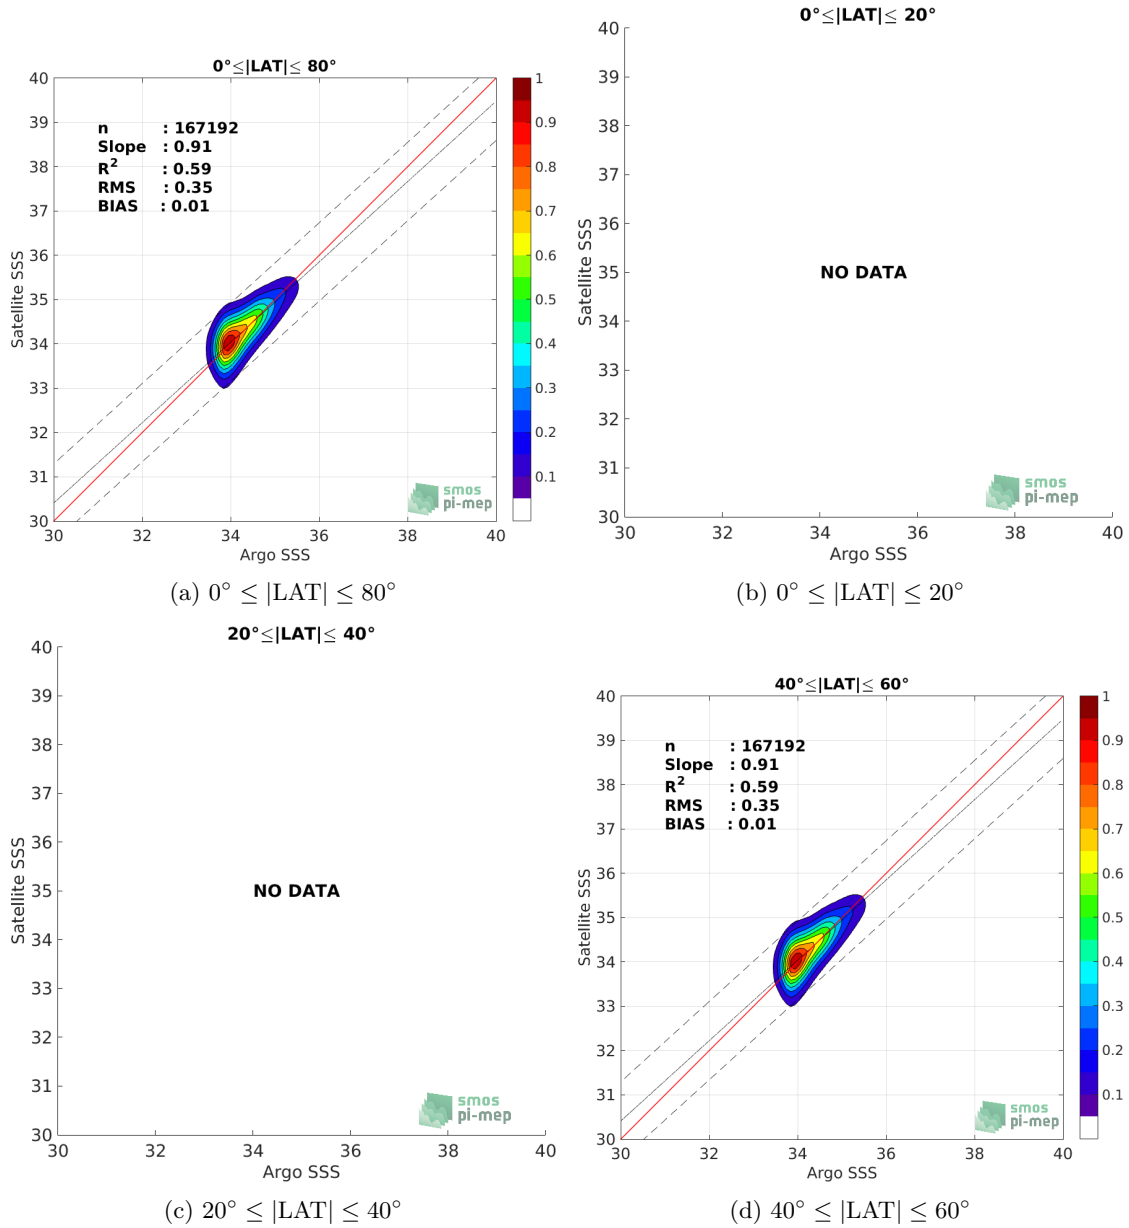 0°≤|LAT|≤ 80°
40
39
38
37
36
35
34
33
32
31
30
n : 167192
Slope : 0.91
R² : 0.59
RMS : 0.35
BIAS : 0.01
Satellite SSS
smos
pi-mep
30 32 34 36 38 40
Argo SSS
1
0.9
0.8
0.7
0.6
0.5
0.4
0.3
0.2
0.1
(a) 0° ≤ |LAT| ≤ 80°
0°≤|LAT|≤ 20°
40
39
38
37
36
35
34
33
32
31
30
Satellite SSS
NO DATA
smos
pi-mep
30 32 34 36 38 40
Argo SSS
(b) 0° ≤ |LAT| ≤ 20°
20°≤|LAT|≤ 40°
40
39
38
37
36
35
34
33
32
31
30
Satellite SSS
NO DATA
smos
pi-mep
30 32 34 36 38 40
Argo SSS
(c) 20° ≤ |LAT| ≤ 40°
40°≤|LAT|≤ 60°
40
39
38
37
36
35
34
33
32
31
30
n : 167192
Slope : 0.91
R² : 0.59
RMS : 0.35
BIAS : 0.01
Satellite SSS
smos
pi-mep
30 32 34 36 38 40
Argo SSS
1
0.9
0.8
0.7
0.6
0.5
0.4
0.3
0.2
0.1
(d) 40° ≤ |LAT| ≤ 60°